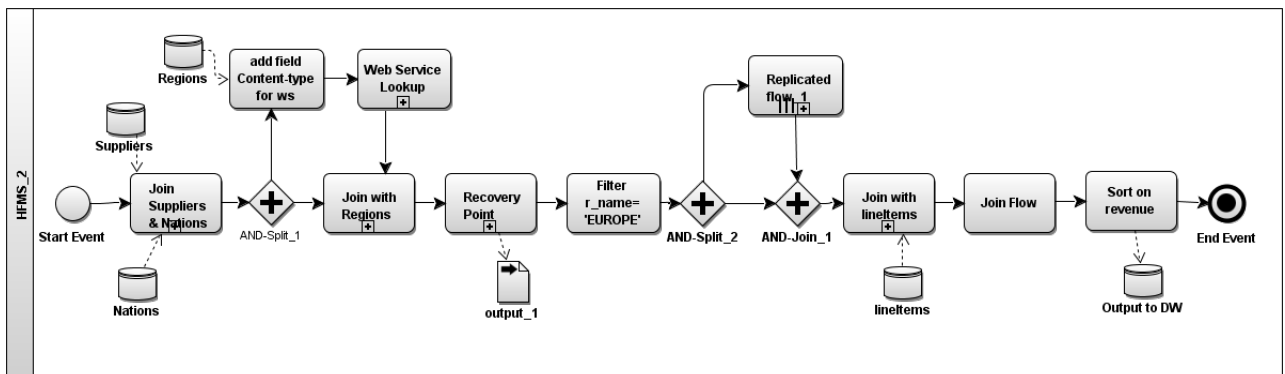 HFMS_2
Start Event
Suppliers
Nations
Join
Suppliers
& Nations
AND-Split_1
Regions
add field
Content-type
for ws
Web Service
Lookup
Join with
Regions
Recovery
Point
output_1
Filter
r_name=
'EUROPE'
AND-Split_2
Replicated
flow_1
AND-Join_1
Join with
lineItems
lineItems
Join Flow
Sort on
revenue
Output to DW
End Event